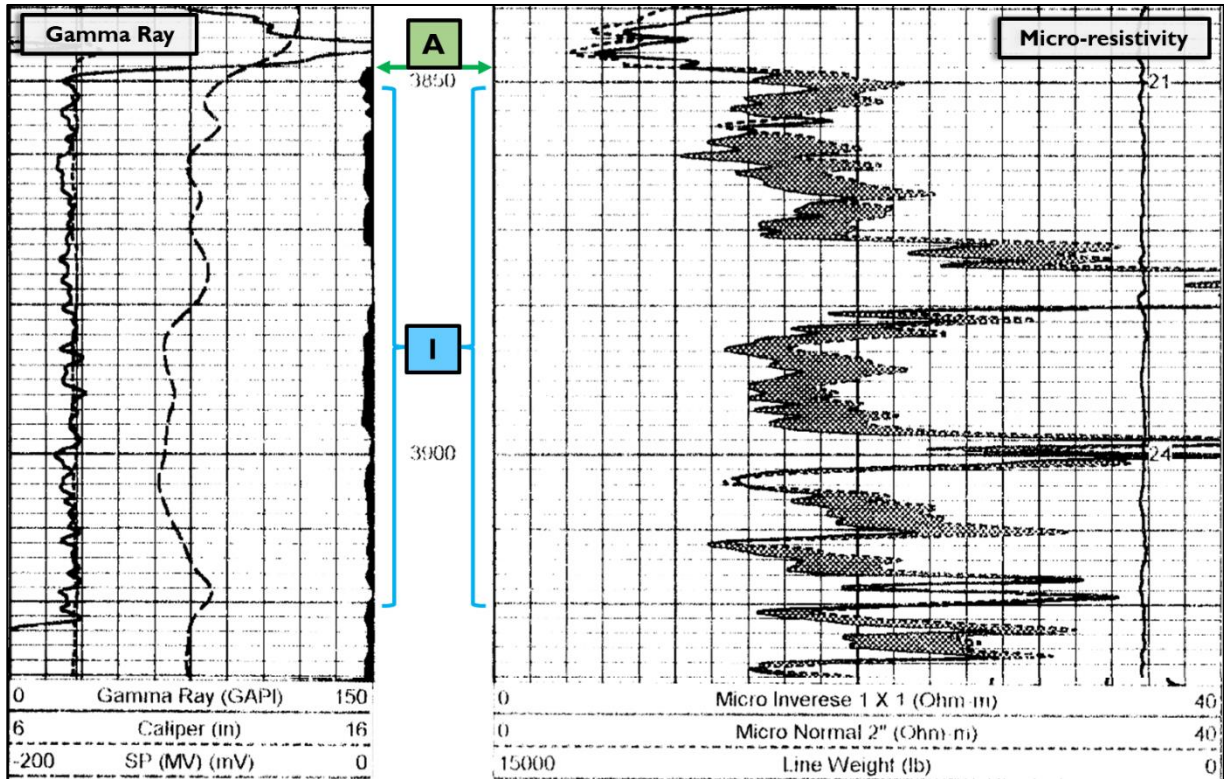 Gamma Ray
A
Micro-resistivity
3850
21
I
3900
24
0 Gamma Ray (GAPI) 150
6 Caliper (in) 16
-200 SP (MV) (mV) 0
0 Micro Inverese 1 X 1 (Ohm-m) 40
0 Micro Normal 2" (Ohm-m) 40
15000 Line Weight (lb) 0